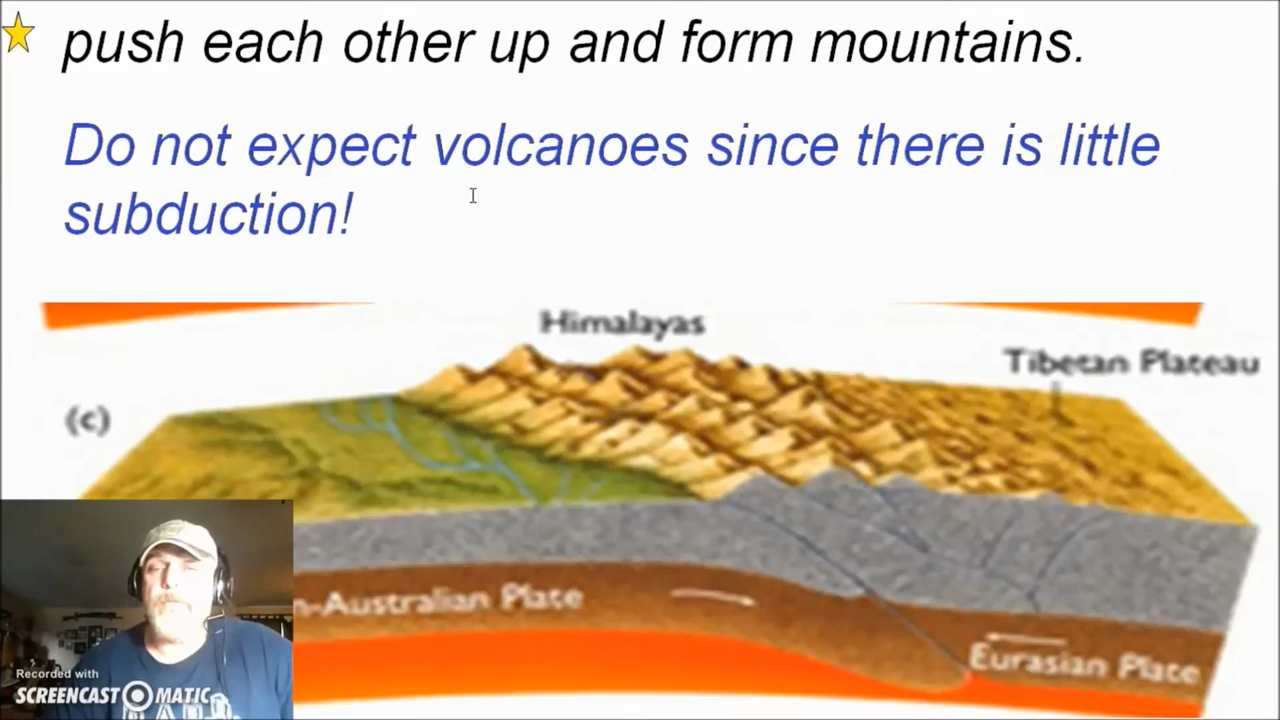 push each other up and form mountains.
Do not expect volcanoes since there is little
subduction!
Himalayas
Tibetan Plateau
(c)
n-Australian Plate
Eurasian Plate
Recorded with
SCREENCAST MATIC